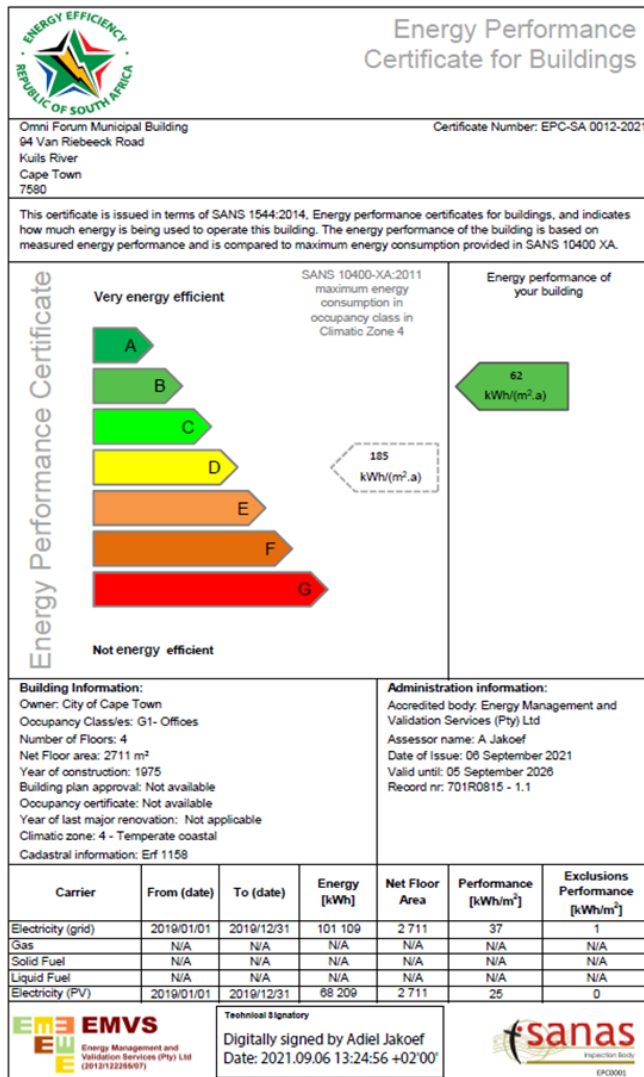 ENERGY EFFICIENCY
REPUBLIC OF SOUTH AFRICA
Energy Performance
Certificate for Buildings
Omni Forum Municipal Building
94 Van Riebeeck Road
Kuils River
Cape Town
7580
Certificate Number: EPC-SA 0012-2021
This certificate is issued in terms of SANS 1544:2014, Energy performance certificates for buildings, and indicates
how much energy is being used to operate this building. The energy performance of the building is based on
measured energy performance and is compared to maximum energy consumption provided in SANS 10400 XA.
Energy Performance Certificate
Very energy efficient
SANS 10400-XA:2011
maximum energy
consumption in
occupancy class in
Climatic Zone 4
Energy performance of
your building
A
B
62
kWh/(m².a)
C
D
185
kWh/(m².a)
E
F
G
Not energy efficient
Building Information:
Owner: City of Cape Town
Occupancy Class/es: G1- Offices
Number of Floors: 4
Net Floor area: 2711 m²
Year of construction: 1975
Building plan approval: Not available
Occupancy certificate: Not available
Year of last major renovation: Not applicable
Climatic zone: 4 - Temperate coastal
Cadastral information: Erf 1158
Administration information:
Accredited body: Energy Management and
Validation Services (Pty) Ltd
Assessor name: A Jakoef
Date of Issue: 06 September 2021
Valid until: 05 September 2026
Record nr: 701R0815 - 1.1
Carrier From (date) To (date) Energy [kWh] Net Floor Area Performance [kWh/m²] Exclusions Performance [kWh/m²]
Electricity (grid) 2019/01/01 2019/12/31 101 109 2 711 37 1
Gas N/A N/A N/A N/A N/A N/A
Solid Fuel N/A N/A N/A N/A N/A N/A
Liquid Fuel N/A N/A N/A N/A N/A N/A
Electricity (PV) 2019/01/01 2019/12/31 68 209 2 711 25 0
EMVS
Energy Management and
Validation Services (Pty) Ltd
(2012/122255/07)
Technical Signatory
Digitally signed by Adiel Jakoef
Date: 2021.09.06 13:24:56 +02'00'
sanas
Inspection Body
EPC0001